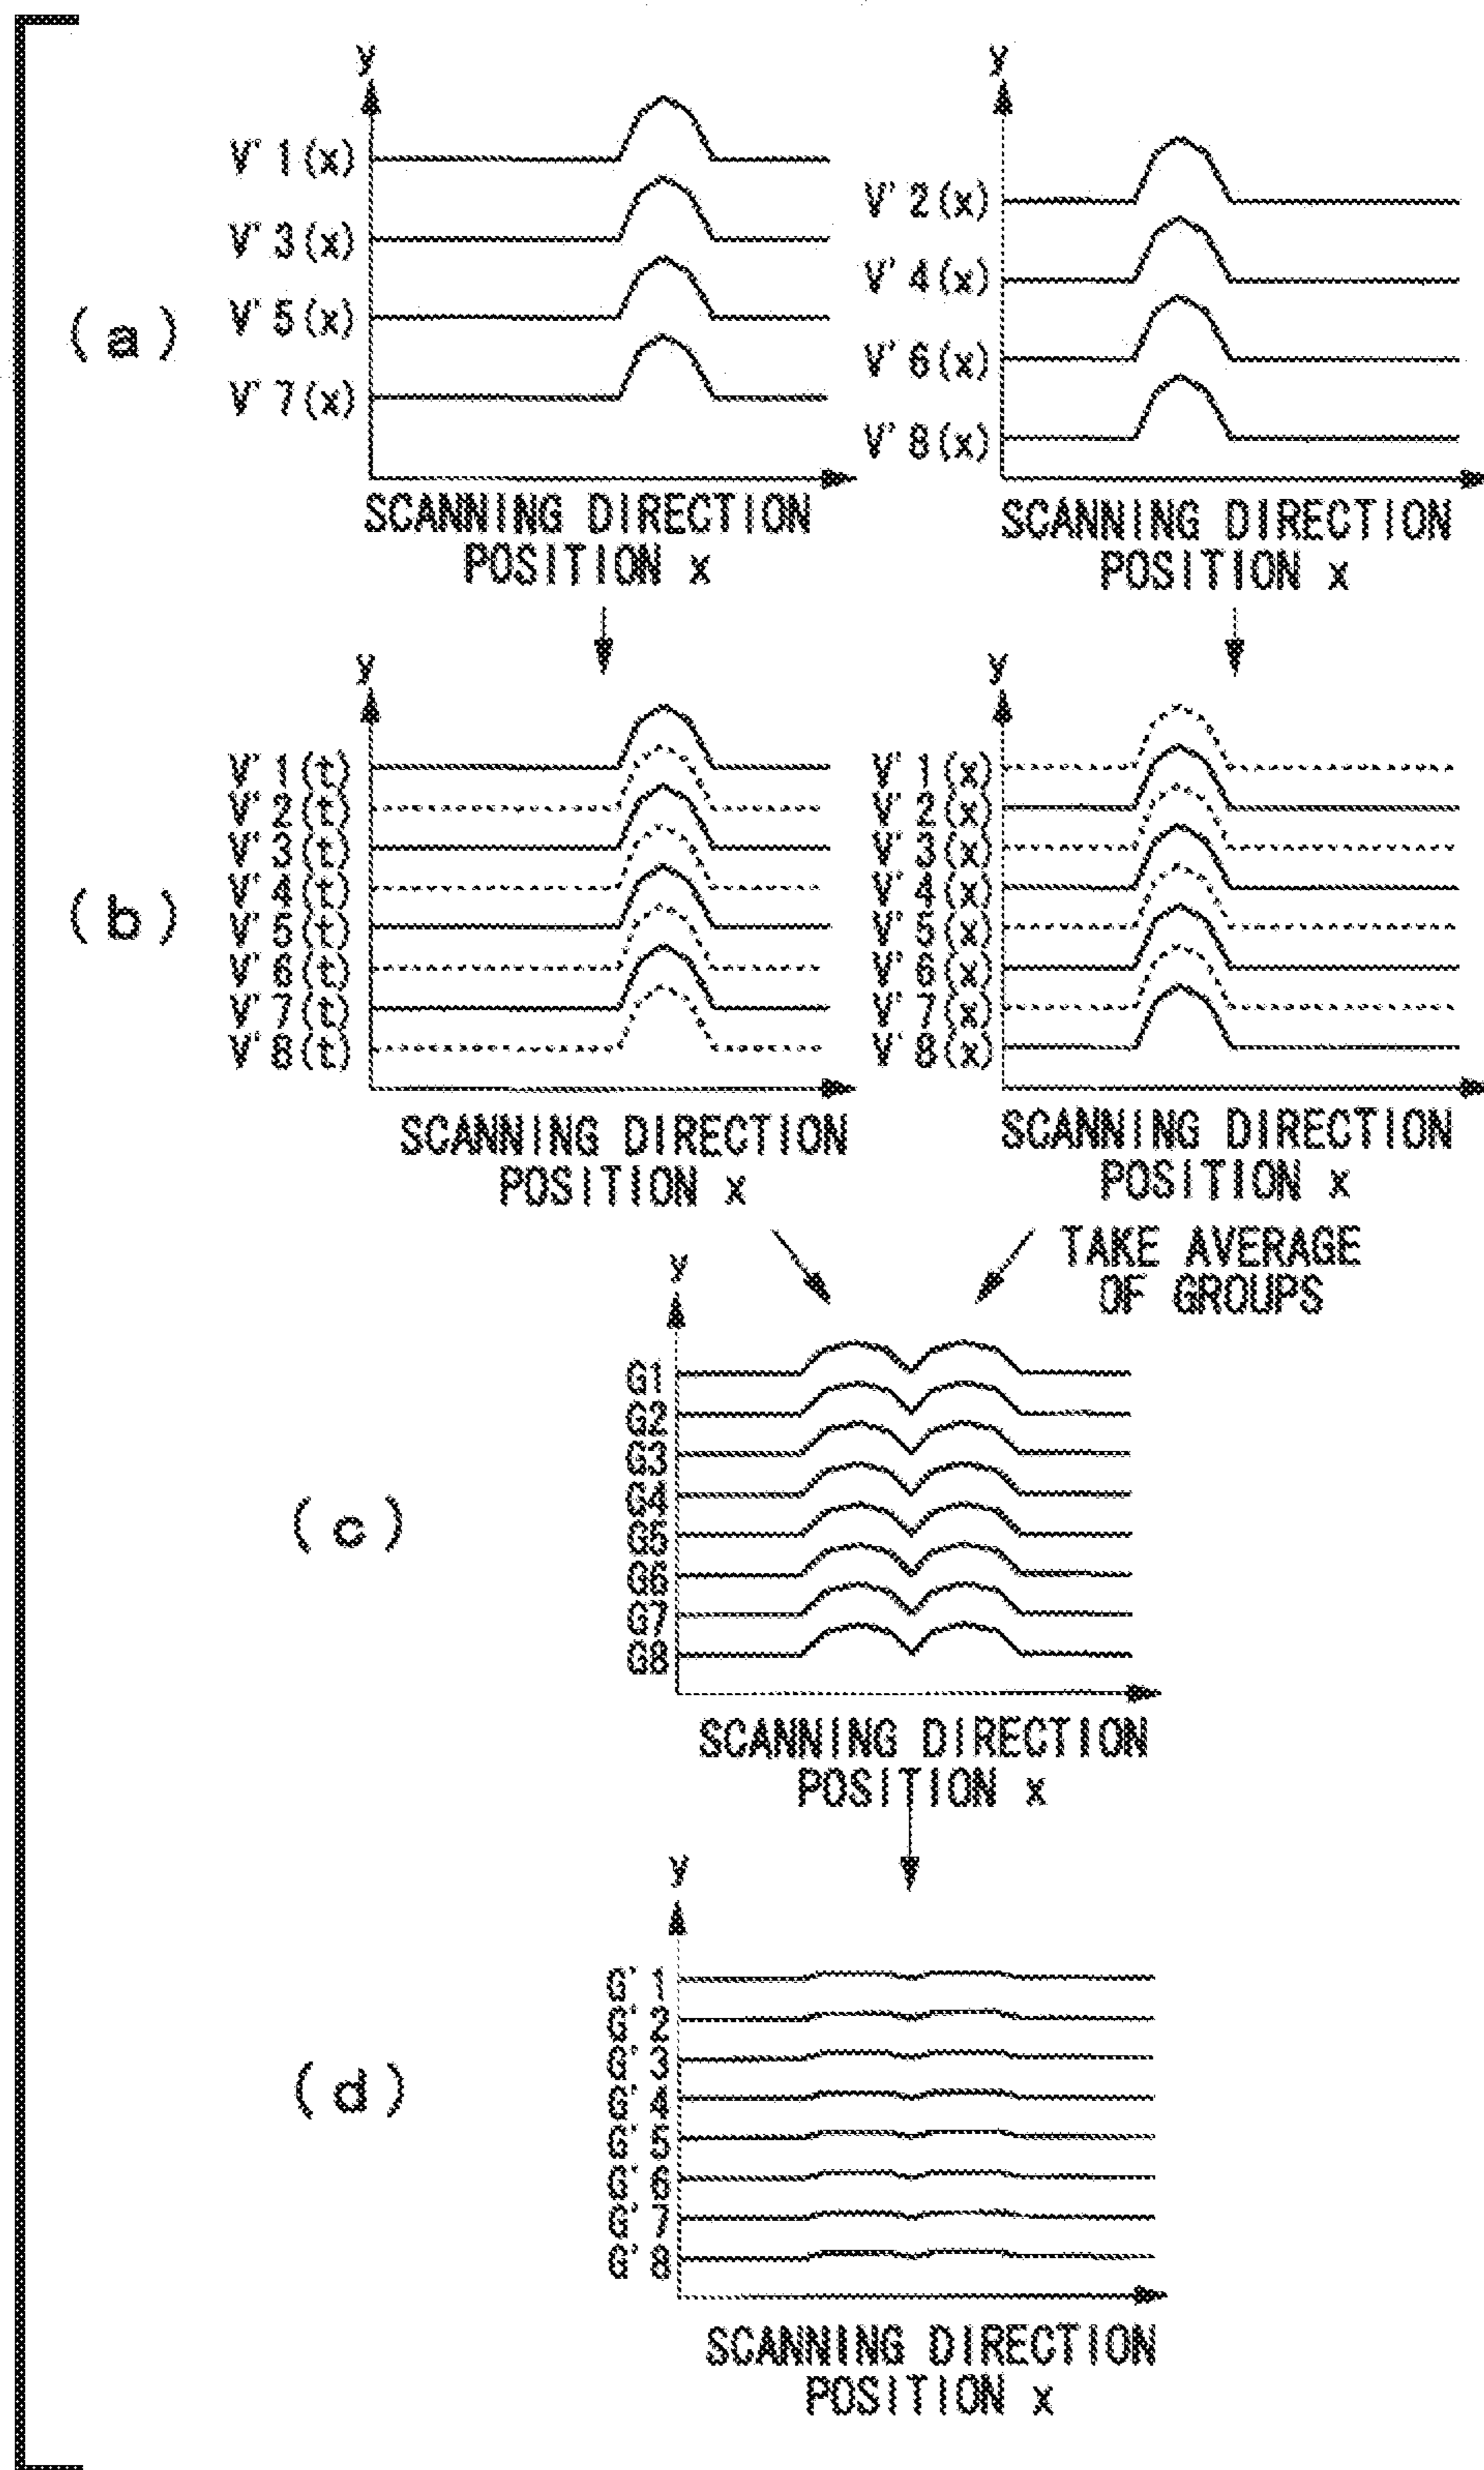 y
V'1(x)
V'3(x)
V'5(x)
V'7(x)
SCANNING DIRECTION
POSITION x
y
V'2(x)
V'4(x)
V'6(x)
V'8(x)
SCANNING DIRECTION
POSITION x
(a)
y
V'1(t)
V'2(t)
V'3(t)
V'4(t)
V'5(t)
V'6(t)
V'7(t)
V'8(t)
SCANNING DIRECTION
POSITION x
y
V'1(x)
V'2(x)
V'3(x)
V'4(x)
V'5(x)
V'6(x)
V'7(x)
V'8(x)
SCANNING DIRECTION
POSITION x
(b)
TAKE AVERAGE
OF GROUPS
y
G1
G2
G3
G4
G5
G6
G7
G8
(c)
SCANNING DIRECTION
POSITION x
y
G'1
G'2
G'3
G'4
G'5
G'6
G'7
G'8
(d)
SCANNING DIRECTION
POSITION x